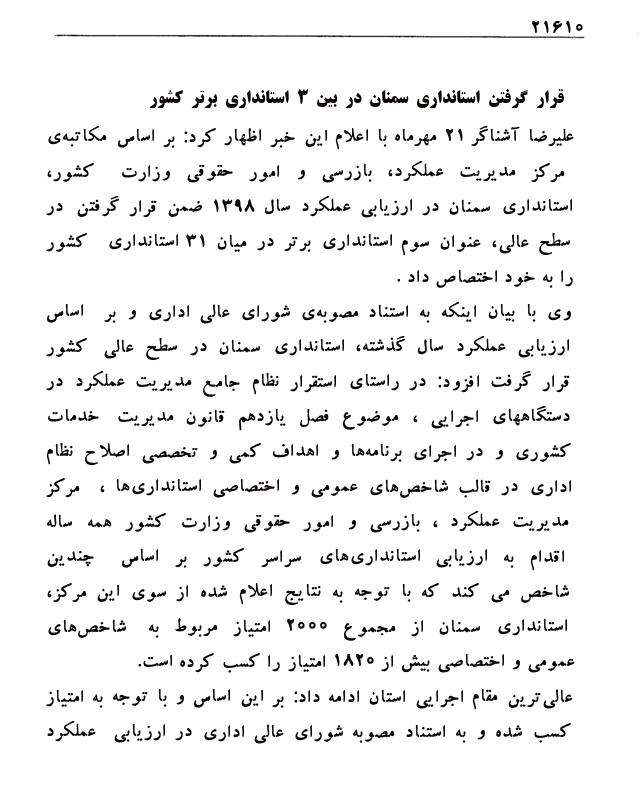 ۲۱۶۱۰
قرار گرفتن استانداری سمنان در بین ۳ استانداری برتر کشور
علیرضا آشناگر ۲۱ مهرماه با اعلام این خبر اظهار کرد: بر اساس مکاتبه‌ی
مرکز مدیریت عملکرد، بازرسی و امور حقوقی وزارت کشور،
استانداری سمنان در ارزیابی عملکرد سال ۱۳۹۸ ضمن قرار گرفتن در
سطح عالی، عنوان سوم استانداری برتر در میان ۳۱ استانداری کشور
را به خود اختصاص داد .
وی با بیان اینکه به استناد مصوبه‌ی شورای عالی اداری و بر اساس
ارزیابی عملکرد سال گذشته، استانداری سمنان در سطح عالی کشور
قرار گرفت افزود: در راستای استقرار نظام جامع مدیریت عملکرد در
دستگاههای اجرایی ، موضوع فصل یازدهم قانون مدیریت خدمات
کشوری و در اجرای برنامه‌ها و اهداف کمی و تخصصی اصلاح نظام
اداری در قالب شاخص‌های عمومی و اختصاصی استانداری‌ها ، مرکز
مدیریت عملکرد ، بازرسی و امور حقوقی وزارت کشور همه ساله
اقدام به ارزیابی استانداری‌های سراسر کشور بر اساس چندین
شاخص می کند که با توجه به نتایج اعلام شده از سوی این مرکز،
استانداری سمنان از مجموع ۲۰۰۰ امتیاز مربوط به شاخص‌های
عمومی و اختصاصی بیش از ۱۸۲۰ امتیاز را کسب کرده است.
عالی‌ترین مقام اجرایی استان ادامه داد: بر این اساس و با توجه به امتیاز
کسب شده و به استناد مصوبه شورای عالی اداری در ارزیابی عملکرد